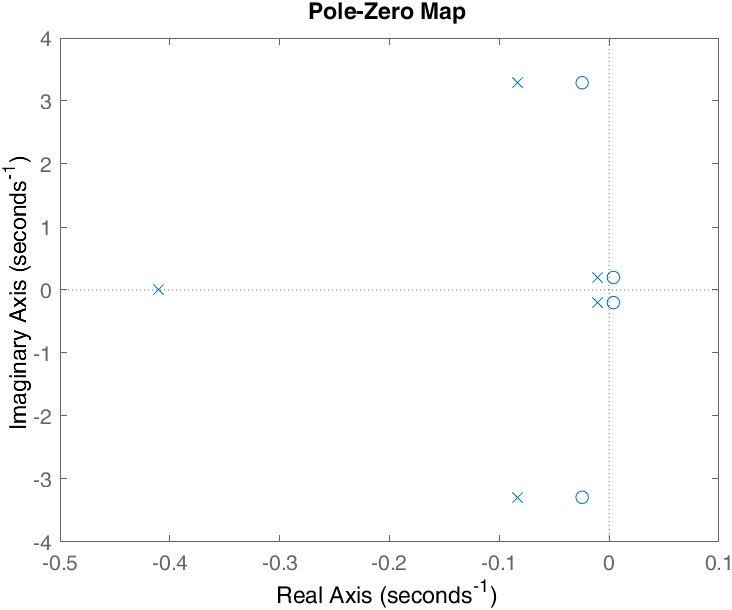 Pole-Zero Map
4
3
2
1
0
-1
-2
-3
-4
Imaginary Axis (seconds⁻¹)
-0.5 -0.4 -0.3 -0.2 -0.1 0 0.1
Real Axis (seconds⁻¹)